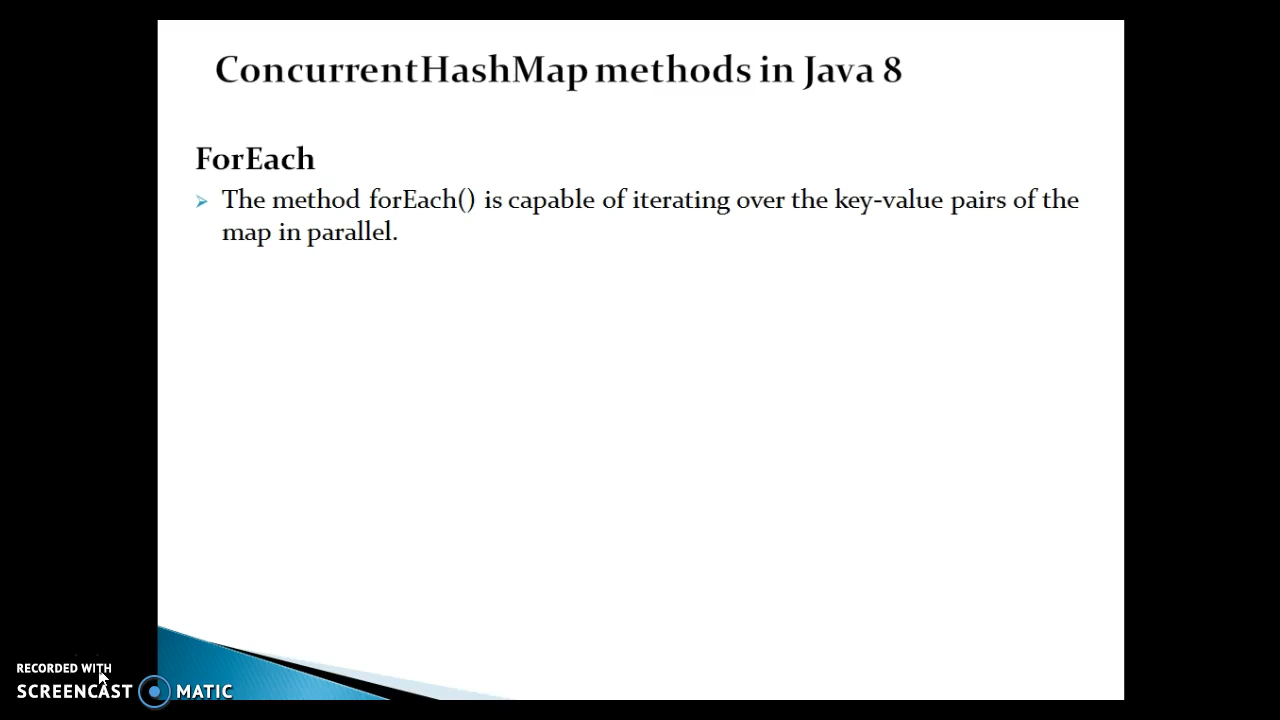 ConcurrentHashMap methods in Java 8
ForEach
The method forEach() is capable of iterating over the key-value pairs of the
map in parallel.
RECORDED WITH
SCREENCAST MATIC